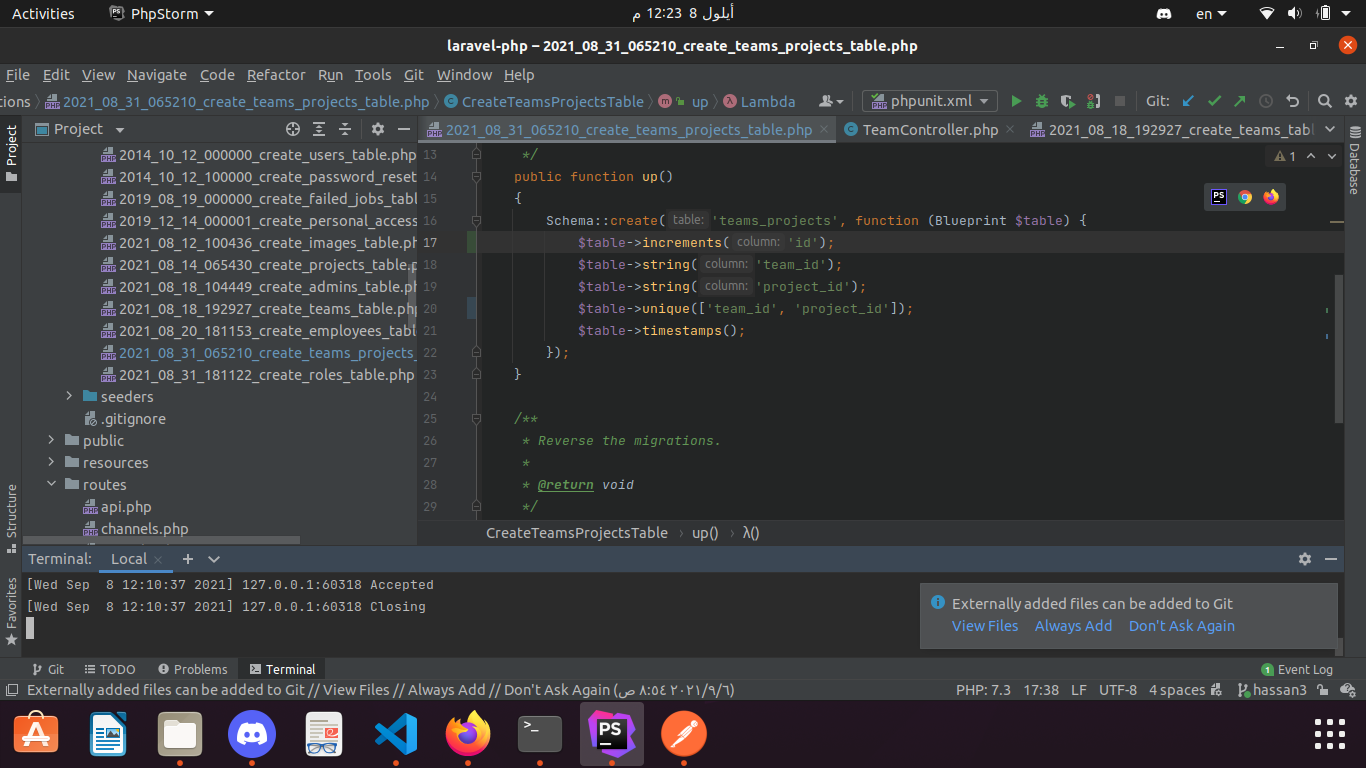 Activities PhpStorm أيلول 8 12:23 م en
laravel-php – 2021_08_31_065210_create_teams_projects_table.php
File Edit View Navigate Code Refactor Run Tools Git Window Help
tions 2021_08_31_065210_create_teams_projects_table.php CreateTeamsProjectsTable m up λ Lambda phpunit.xml Git:
Project
2021_08_31_065210_create_teams_projects_table.php TeamController.php 2021_08_18_192927_create_teams_tabl
Project
Structure
Favorites
Database
2014_10_12_000000_create_users_table.php
2014_10_12_100000_create_password_reset
2019_08_19_000000_create_failed_jobs_tabl
2019_12_14_000001_create_personal_access
2021_08_12_100436_create_images_table.ph
2021_08_14_065430_create_projects_table.p
2021_08_18_104449_create_admins_table.ph
2021_08_18_192927_create_teams_table.php
2021_08_20_181153_create_employees_tabl
2021_08_31_065210_create_teams_projects_
2021_08_31_181122_create_roles_table.php
seeders
.gitignore
public
resources
routes
api.php
channels.php
1
13 */
14 public function up()
15 {
16 Schema::create( table: 'teams_projects', function (Blueprint $table) {
17 $table->increments( column: 'id');
18 $table->string( column: 'team_id');
19 $table->string( column: 'project_id');
20 $table->unique(['team_id', 'project_id']);
21 $table->timestamps();
22 });
23 }
24
25 /**
26 * Reverse the migrations.
27 *
28 * @return void
29 */
CreateTeamsProjectsTable › up() › λ()
Terminal: Local
[Wed Sep 8 12:10:37 2021] 127.0.0.1:60318 Accepted
[Wed Sep 8 12:10:37 2021] 127.0.0.1:60318 Closing
Externally added files can be added to Git
View Files Always Add Don't Ask Again
Git TODO Problems Terminal 1 Event Log
Externally added files can be added to Git // View Files // Always Add // Don't Ask Again (٢٠٢١/٩/٦ ٨:٥٤ ص) PHP: 7.3 17:38 LF UTF-8 4 spaces hassan3